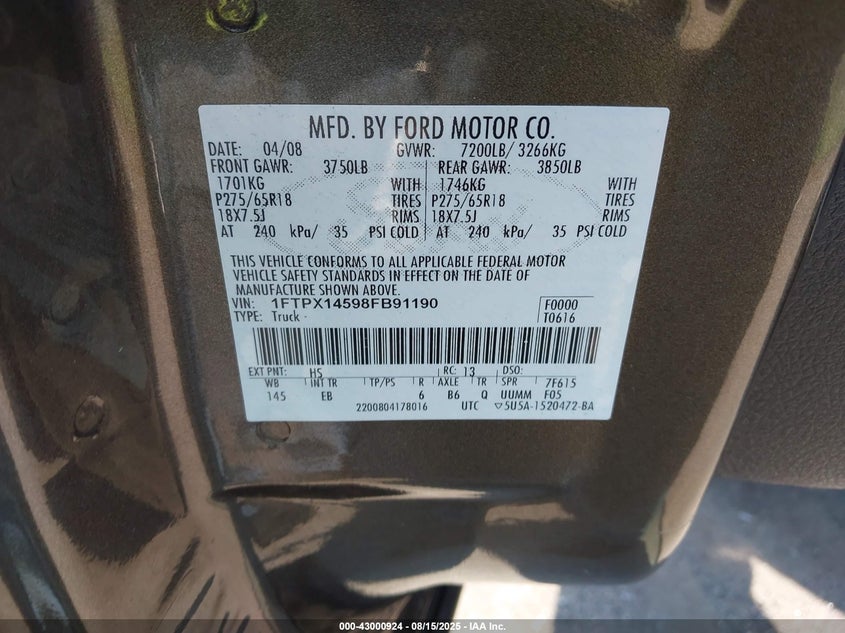 MFD. BY FORD MOTOR CO.
DATE: 04/08 GVWR: 7200LB/ 3266KG
FRONT GAWR: 3750LB REAR GAWR: 3850LB
1701KG WITH 1746KG WITH
P275/65R18 TIRES P275/65R18 TIRES
18X7.5J RIMS 18X7.5J RIMS
AT 240 kPa/ 35 PSI COLD AT 240 kPa/ 35 PSI COLD
THIS VEHICLE CONFORMS TO ALL APPLICABLE FEDERAL MOTOR
VEHICLE SAFETY STANDARDS IN EFFECT ON THE DATE OF
MANUFACTURE SHOWN ABOVE.
VIN: 1FTPX14598FB91190 F0000
TYPE: Truck T0616
EXT PNT: HS RC: 13 DSO:
WB INT TR TP/PS R AXLE TR SPR 7F615
145 EB 6 B6 Q UUMM F05
2200804178016 UTC ▽5U5A-1520472-BA
000-43000924 - 08/15/2025 - IAA Inc.